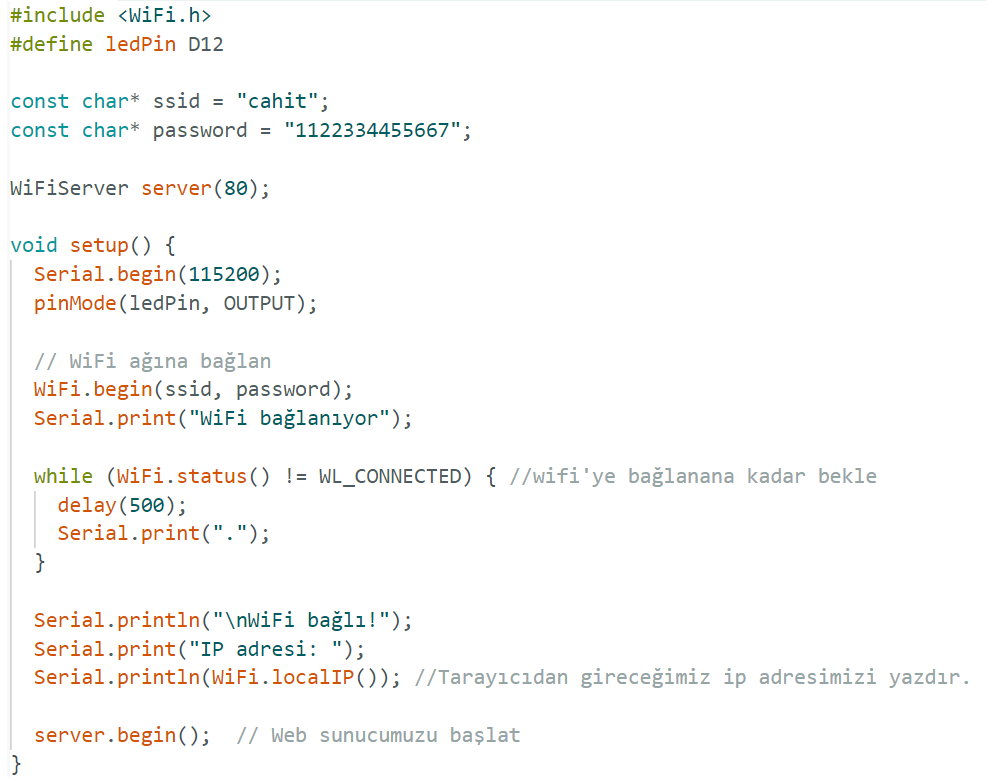 #include <WiFi.h>
#define ledPin D12
const char* ssid = "cahit";
const char* password = "1122334455667";
WiFiServer server(80);
void setup() {
Serial.begin(115200);
pinMode(ledPin, OUTPUT);
// WiFi ağına bağlan
WiFi.begin(ssid, password);
Serial.print("WiFi bağlanıyor");
while (WiFi.status() != WL_CONNECTED) { //wifi'ye bağlanana kadar bekle
delay(500);
Serial.print(".");
}
Serial.println("\nWiFi bağlı!");
Serial.print("IP adresi: ");
Serial.println(WiFi.localIP()); //Tarayıcıdan gireceğimiz ip adresimizi yazdır.
server.begin();  // Web sunucumuzu başlat
}